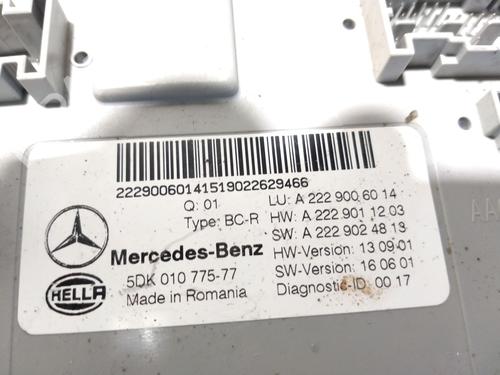 22290060141519022629466
Q: 01
LU: A 222 900 60 14
Type: BC-R
HW: A 222 901 12 03
SW: A 222 902 48 13
Mercedes-Benz
HW-Version: 13 09 01
5DK 010 775-77
SW-Version: 16 06 01
HELLA
Made in Romania
Diagnostic-ID: 00 17